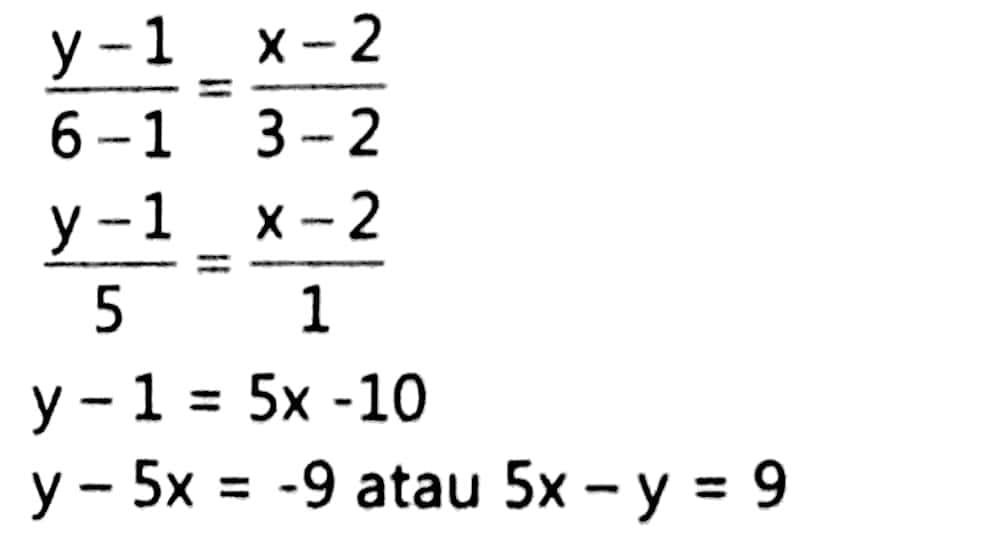 y – 1 = x – 2
6 – 1   3 – 2
y – 1 = x – 2
5   1
y – 1 = 5x -10
y – 5x = -9 atau 5x – y = 9